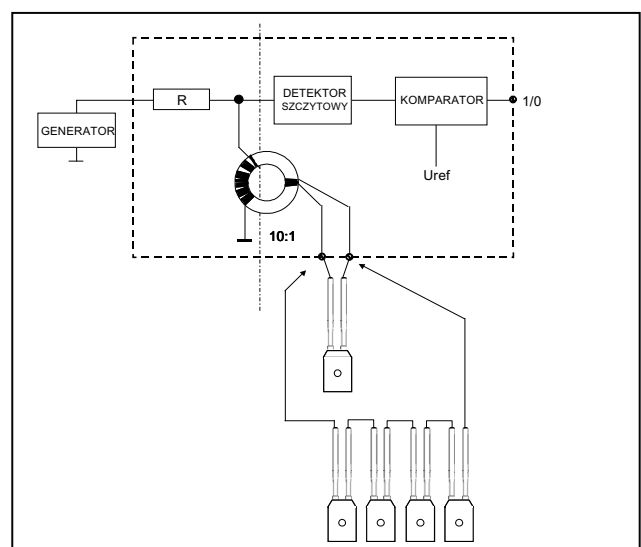 GENERATOR
R
DETEKTOR
SZCZYTOWY
KOMPARATOR
1/0
Uref
10:1